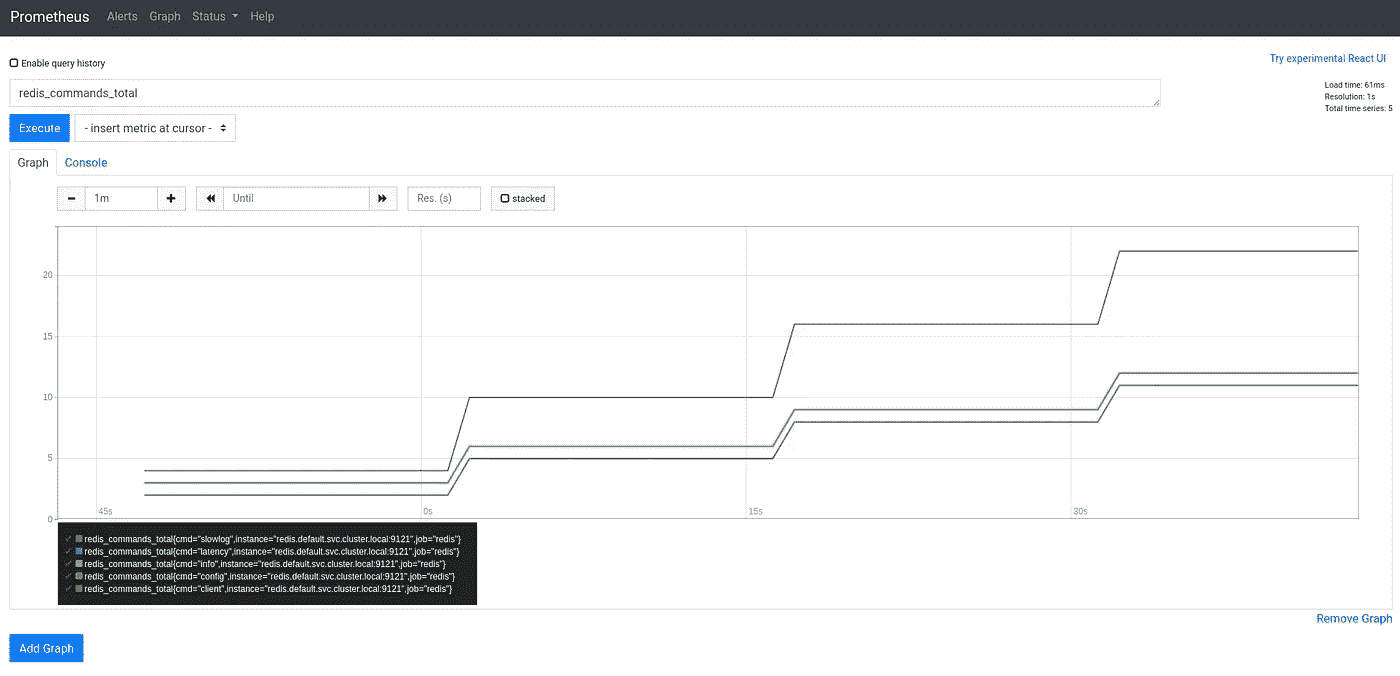 Prometheus Alerts Graph Status Help
Enable query history
Try experimental React UI
redis_commands_total
Load time: 61ms
Resolution: 1s
Total time series: 5
Execute - insert metric at cursor -
Graph Console
1m Until Res. (s) stacked
20
15
10
5
0
45s 0s 15s 30s
redis_commands_total{cmd="slowlog",instance="redis.default.svc.cluster.local:9121",job="redis"}
redis_commands_total{cmd="latency",instance="redis.default.svc.cluster.local:9121",job="redis"}
redis_commands_total{cmd="info",instance="redis.default.svc.cluster.local:9121",job="redis"}
redis_commands_total{cmd="config",instance="redis.default.svc.cluster.local:9121",job="redis"}
redis_commands_total{cmd="client",instance="redis.default.svc.cluster.local:9121",job="redis"}
Remove Graph
Add Graph